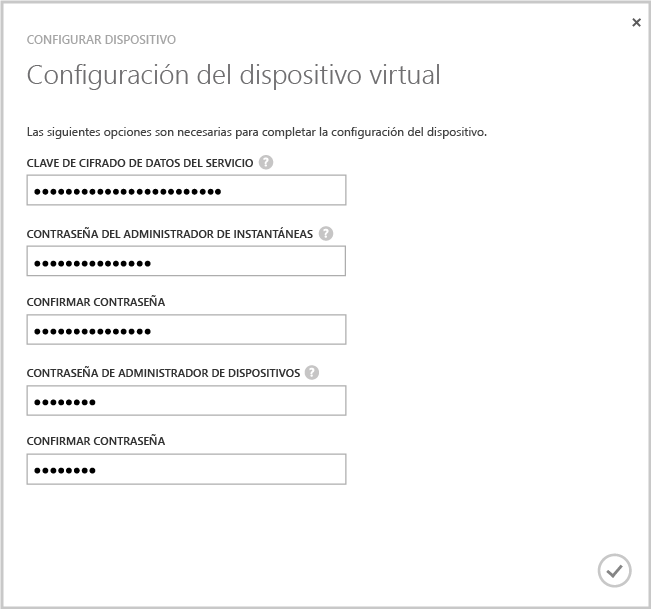 ×
CONFIGURAR DISPOSITIVO
Configuración del dispositivo virtual
Las siguientes opciones son necesarias para completar la configuración del dispositivo.
CLAVE DE CIFRADO DE DATOS DEL SERVICIO ?
●●●●●●●●●●●●●●●●●●●●●●●●
CONTRASEÑA DEL ADMINISTRADOR DE INSTANTÁNEAS ?
●●●●●●●●●●●●●●●
CONFIRMAR CONTRASEÑA
●●●●●●●●●●●●●●●
CONTRASEÑA DE ADMINISTRADOR DE DISPOSITIVOS ?
●●●●●●●●
CONFIRMAR CONTRASEÑA
●●●●●●●●